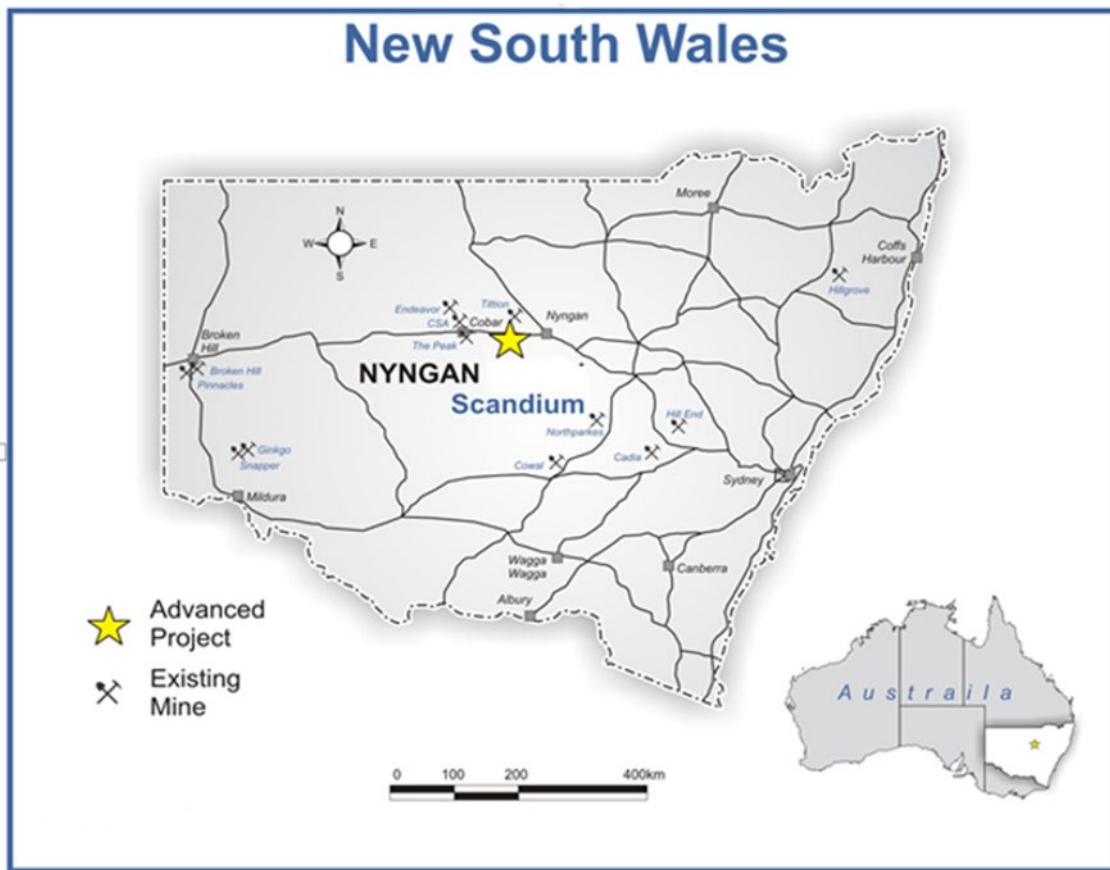 New South Wales
Moree
N
W
E
S
Coffs
Harbour
Hillgrove
Endeavor
Tittion
CSA
Cobar
Nyngan
The Peak
Broken
Hill
Broken Hill
Pinnacles
NYNGAN
Scandium
Northparkes
Hill End
Cowal
Cadia
Ginkgo
Snapper
Sydney
Mildura
Wagga
Wagga
Canberra
Albury
Advanced
Project
Existing
Mine
Austraila
0 100 200 400km